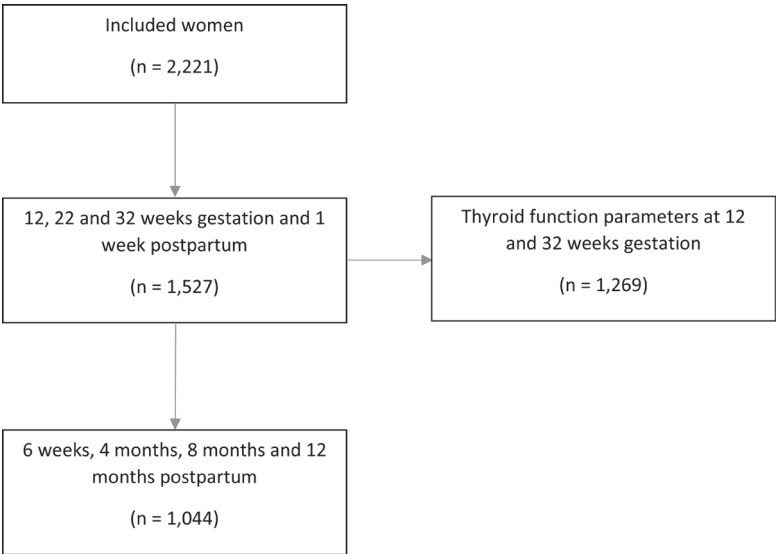 Included women
(n = 2,221)
12, 22 and 32 weeks gestation and 1
week postpartum
(n = 1,527)
Thyroid function parameters at 12
and 32 weeks gestation
(n = 1,269)
6 weeks, 4 months, 8 months and 12
months postpartum
(n = 1,044)